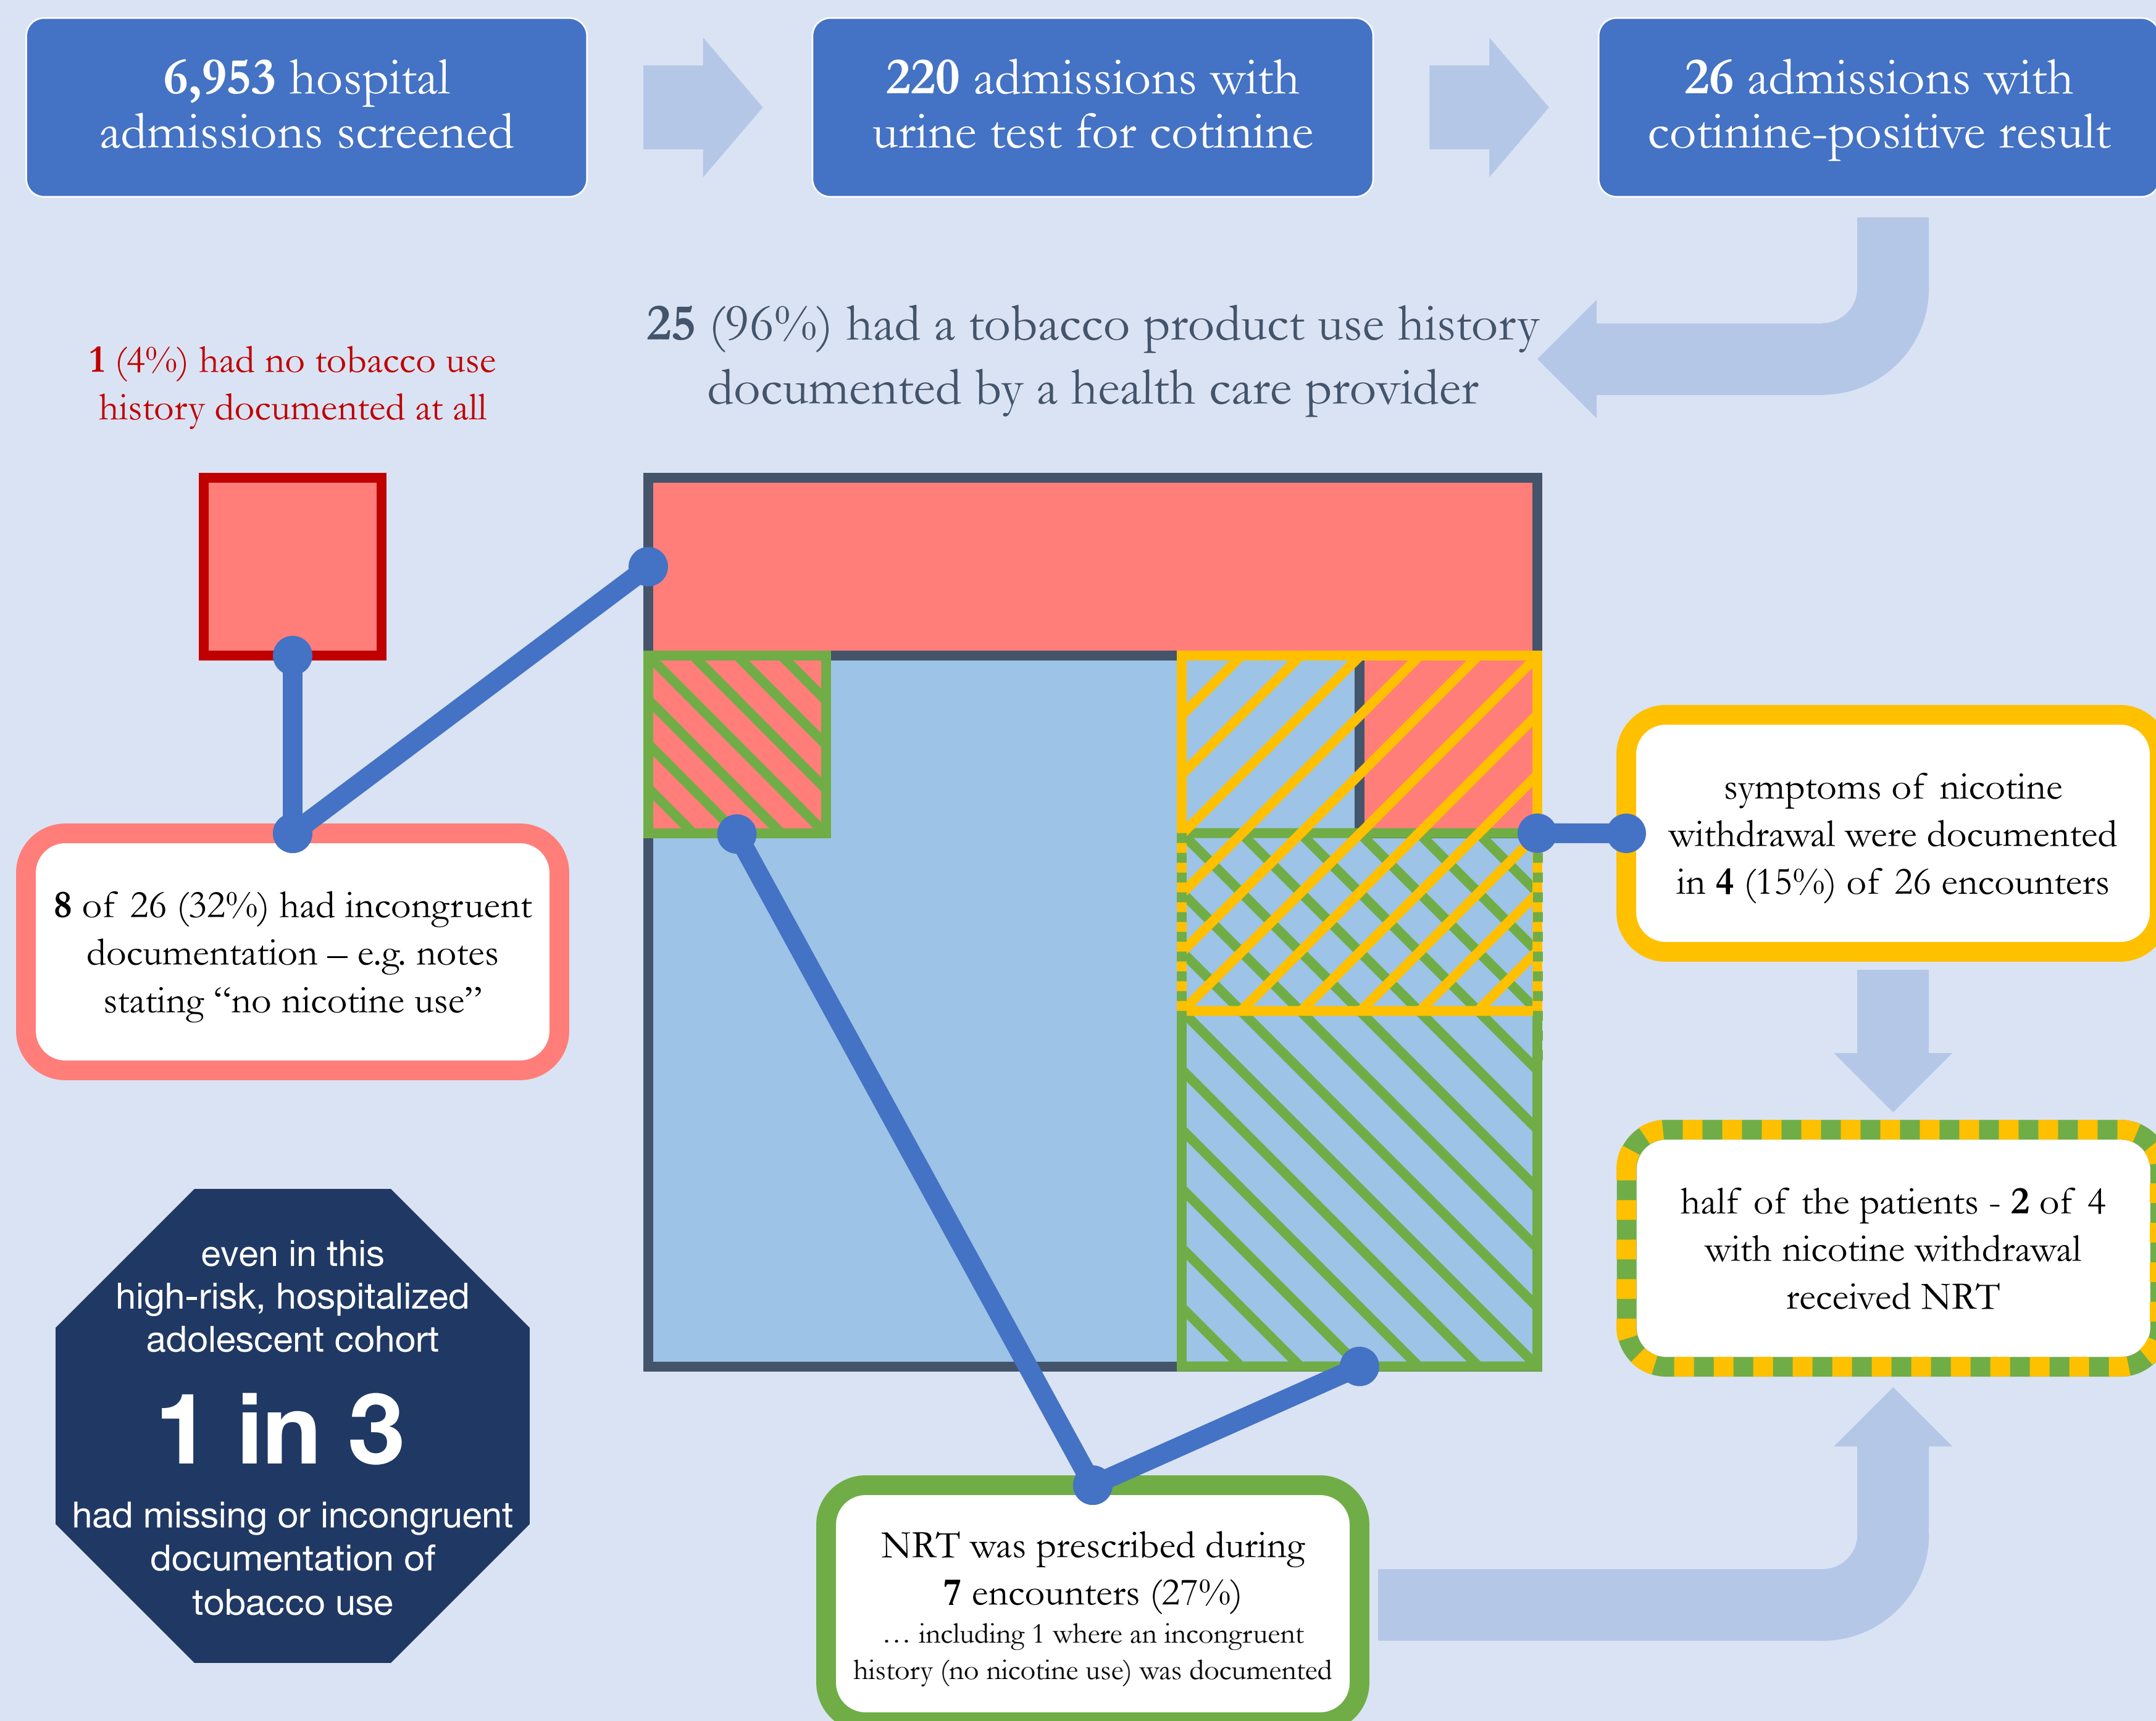 6,953 hospital
admissions screened
220 admissions with
urine test for cotinine
26 admissions with
cotinine-positive result
25 (96%) had a tobacco product use history
documented by a health care provider
1 (4%) had no tobacco use
history documented at all
8 of 26 (32%) had incongruent
documentation – e.g. notes
stating “no nicotine use”
symptoms of nicotine
withdrawal were documented
in 4 (15%) of 26 encounters
half of the patients - 2 of 4
with nicotine withdrawal
received NRT
even in this
high-risk, hospitalized
adolescent cohort
1 in 3
had missing or incongruent
documentation of
tobacco use
NRT was prescribed during
7 encounters (27%)
… including 1 where an incongruent
history (no nicotine use) was documented